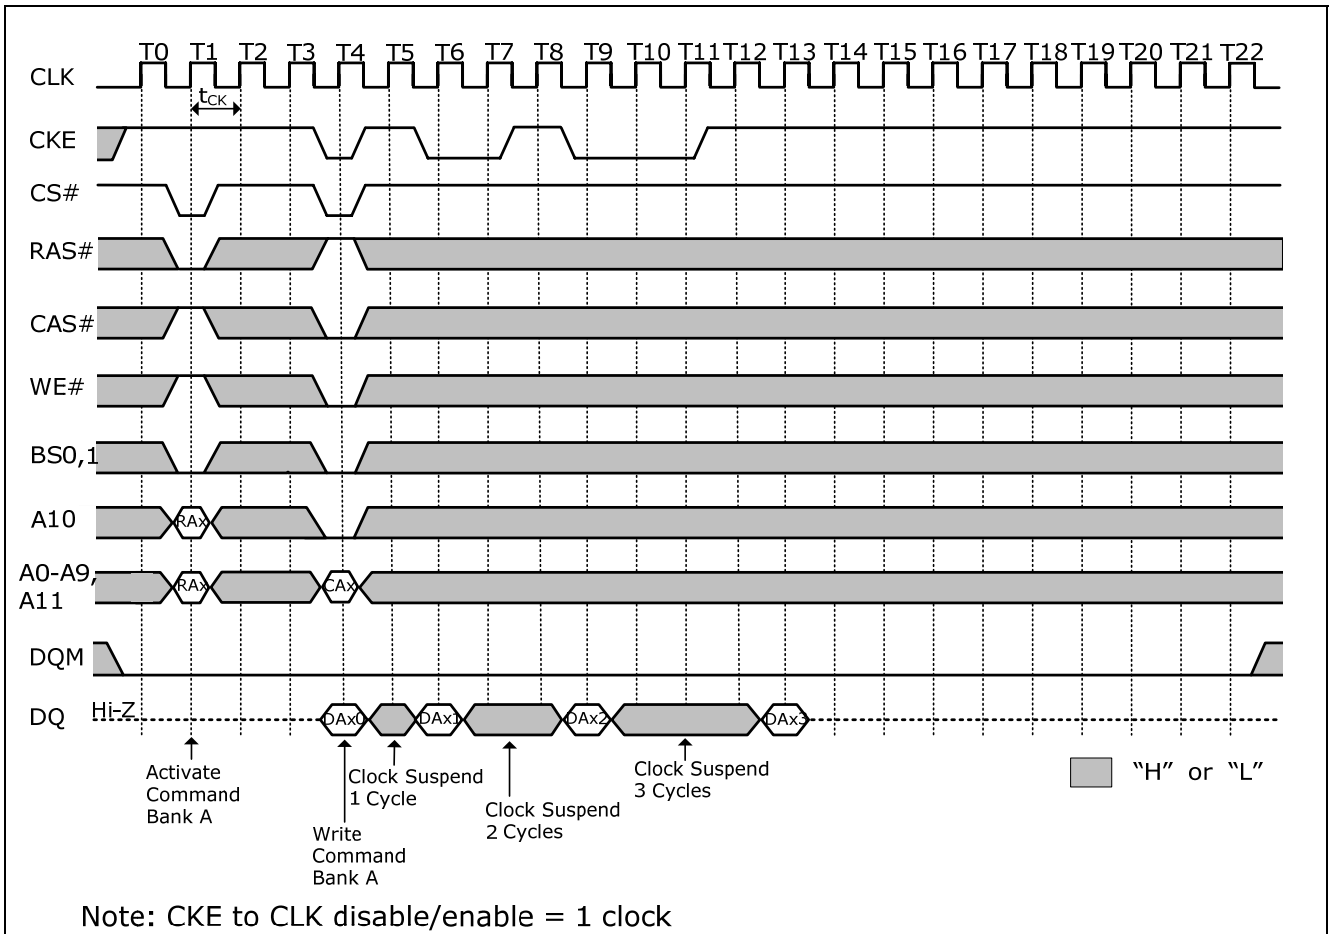 T0 T1 T2 T3 T4 T5 T6 T7 T8 T9 T10 T11 T12 T13 T14 T15 T16 T17 T18 T19 T20 T21 T22
CLK
tCK
CKE
CS#
RAS#
CAS#
WE#
BS0,1
A10 RAx
A0-A9,
A11
RAx CAx
DQM
DQ Hi-Z DAx0 DAx1 DAx2 DAx3
Activate
Command
Bank A
Write
Command
Bank A
Clock Suspend
1 Cycle
Clock Suspend
2 Cycles
Clock Suspend
3 Cycles
"H" or "L"
Note: CKE to CLK disable/enable = 1 clock